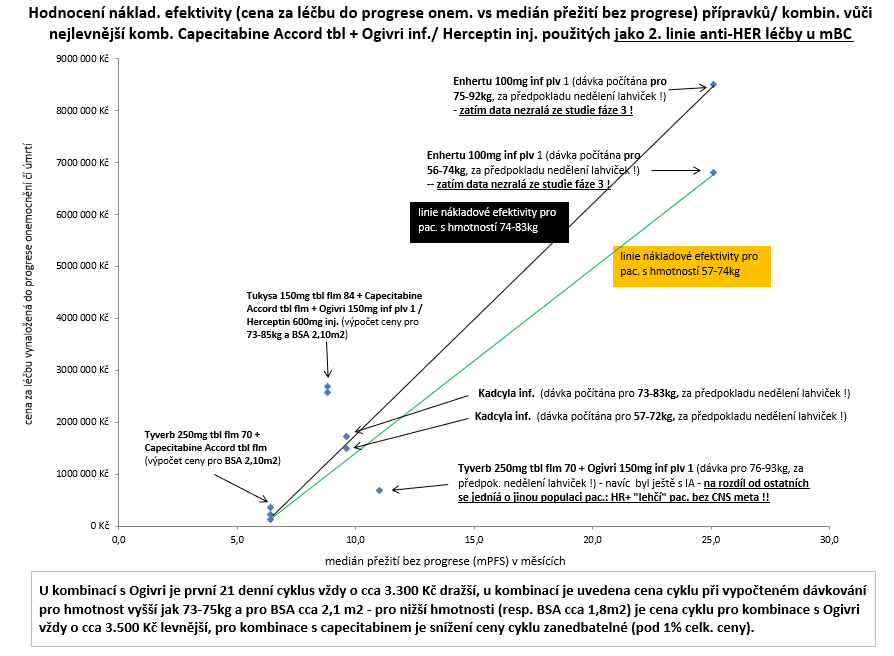 Hodnocení náklad. efektivity (cena za léčbu do progrese onem. vs medián přežití bez progrese) přípravků/ kombin. vůči
nejlevnější komb. Capecitabine Accord tbl + Ogivri inf./ Herceptin inj. použitých jako 2. linie anti-HER léčby u mBC
9000 000 Kč
8000 000 Kč
7000 000 Kč
6000 000 Kč
5000 000 Kč
4000 000 Kč
3000 000 Kč
2000 000 Kč
1000 000 Kč
0 Kč
cena za léčbu vynaložená do progrese onemocnění čí úmrtí
Enhertu 100mg inf plv 1 (dávka počítána pro
75-92kg, za předpokladu nedělení lahviček !)
- zatím data nezralá ze studie fáze 3 !
Enhertu 100mg inf plv 1 (dávka počítána pro
56-74kg, za předpokladu nedělení lahviček !)
-- zatím data nezralá ze studie fáze 3 !
linie nákladové efektivity pro
pac. s hmotností 74-83kg
linie nákladové efektivity pro
pac. s hmotností 57-74kg
Tukysa 150mg tbl flm 84 + Capecitabine
Accord tbl flm + Ogivri 150mg inf plv 1 /
Herceptin 600mg inj. (výpočet ceny pro
73-85kg a BSA 2,10m2)
Kadcyla inf. (dávka počítána pro 73-83kg, za předpokladu nedělení lahviček !)
Kadcyla inf. (dávka počítána pro 57-72kg, za předpokladu nedělení lahviček !)
Tyverb 250mg tbl flm 70 +
Capecitabine Accord tbl flm
(výpočet ceny pro BSA 2,10m2)
Tyverb 250mg tbl flm 70 + Ogivri 150mg inf plv 1 (dávka pro 76-93kg, za
předpok. nedělení lahviček !) - navíc byl ještě s IA - na rozdíl od ostatních
se jedníá o jinou populaci pac.: HR+ "lehčí" pac. bez CNS meta !!
0,0 5,0 10,0 15,0 20,0 25,0 30,0
medián přežití bez progrese (mPFS) v měsících
U kombinací s Ogivri je první 21 denní cyklus vždy o cca 3.300 Kč dražší, u kombinací je uvedena cena cyklu při vypočteném dávkování
pro hmotnost vyšší jak 73-75kg a pro BSA cca 2,1 m2 - pro nižší hmotnosti (resp. BSA cca 1,8m2) je cena cyklu pro kombinace s Ogivri
vždy o cca 3.500 Kč levnější, pro kombinace s capecitabinem je snížení ceny cyklu zanedbatelné (pod 1% celk. ceny).